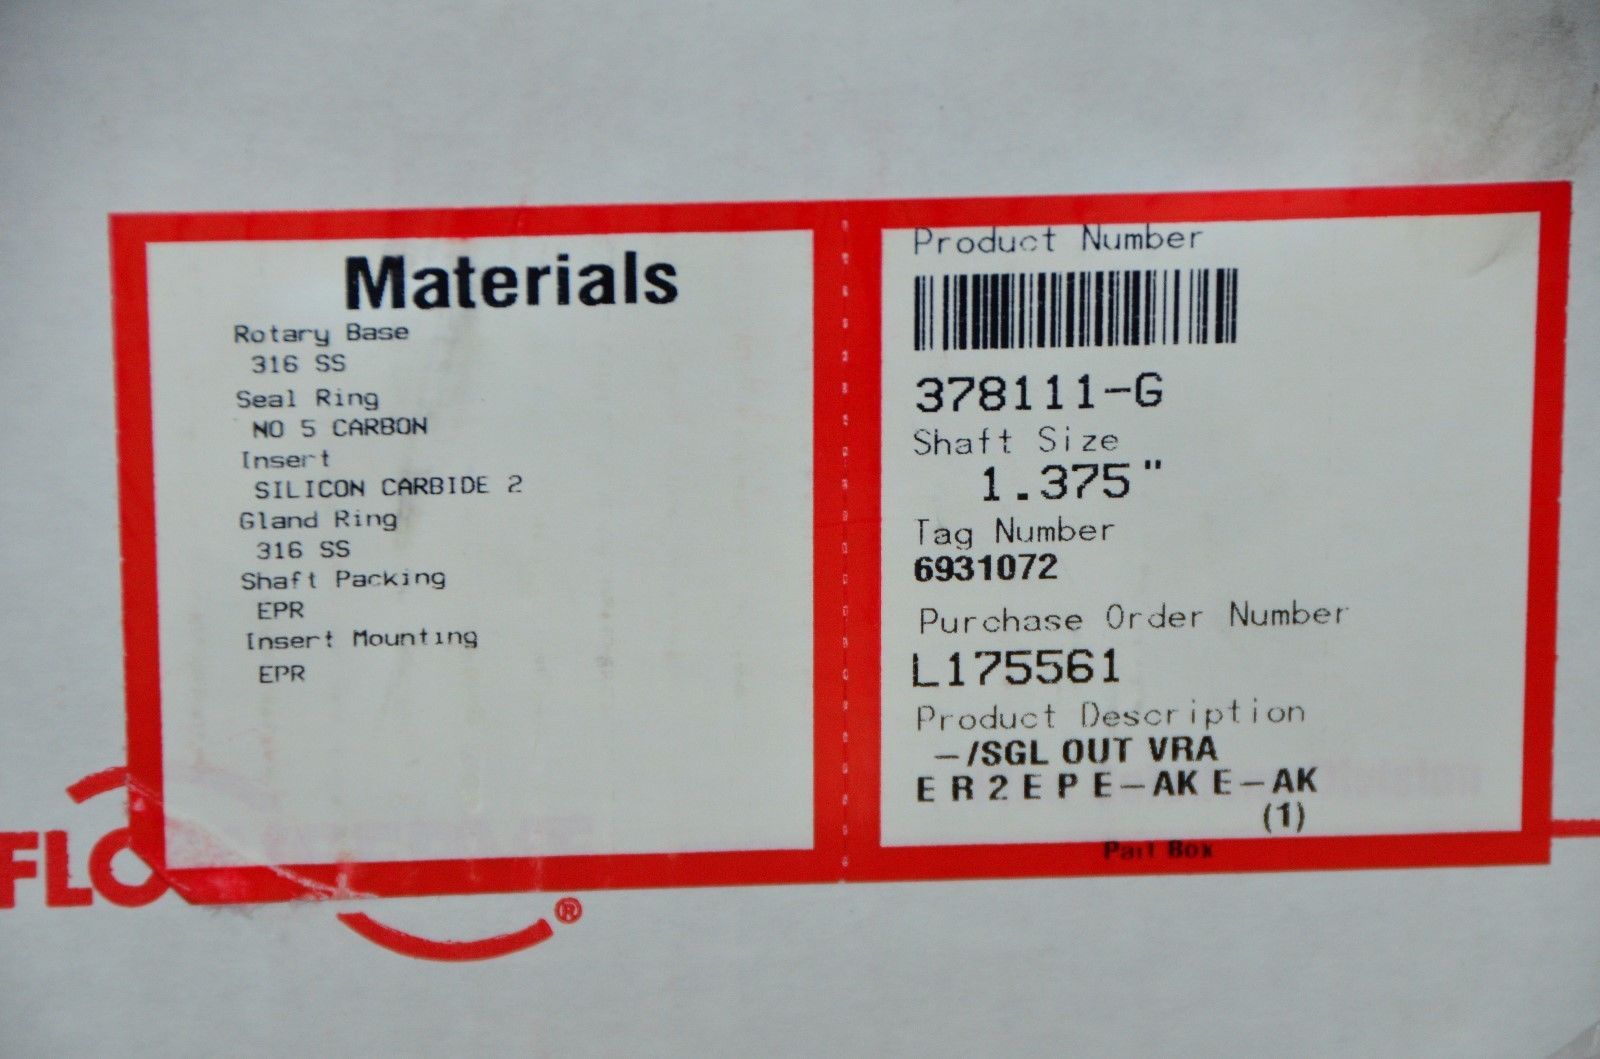 Materials
Rotary Base
316 SS
Seal Ring
NO 5 CARBON
Insert
SILICON CARBIDE 2
Gland Ring
316 SS
Shaft Packing
EPR
Insert Mounting
EPR
Product Number
378111-G
Shaft Size
1.375"
Tag Number
6931072
Purchase Order Number
L175561
Product Description
-/SGL OUT VRA
E R 2 E P E-AK E-AK
(1)
Part Box
FLO
®